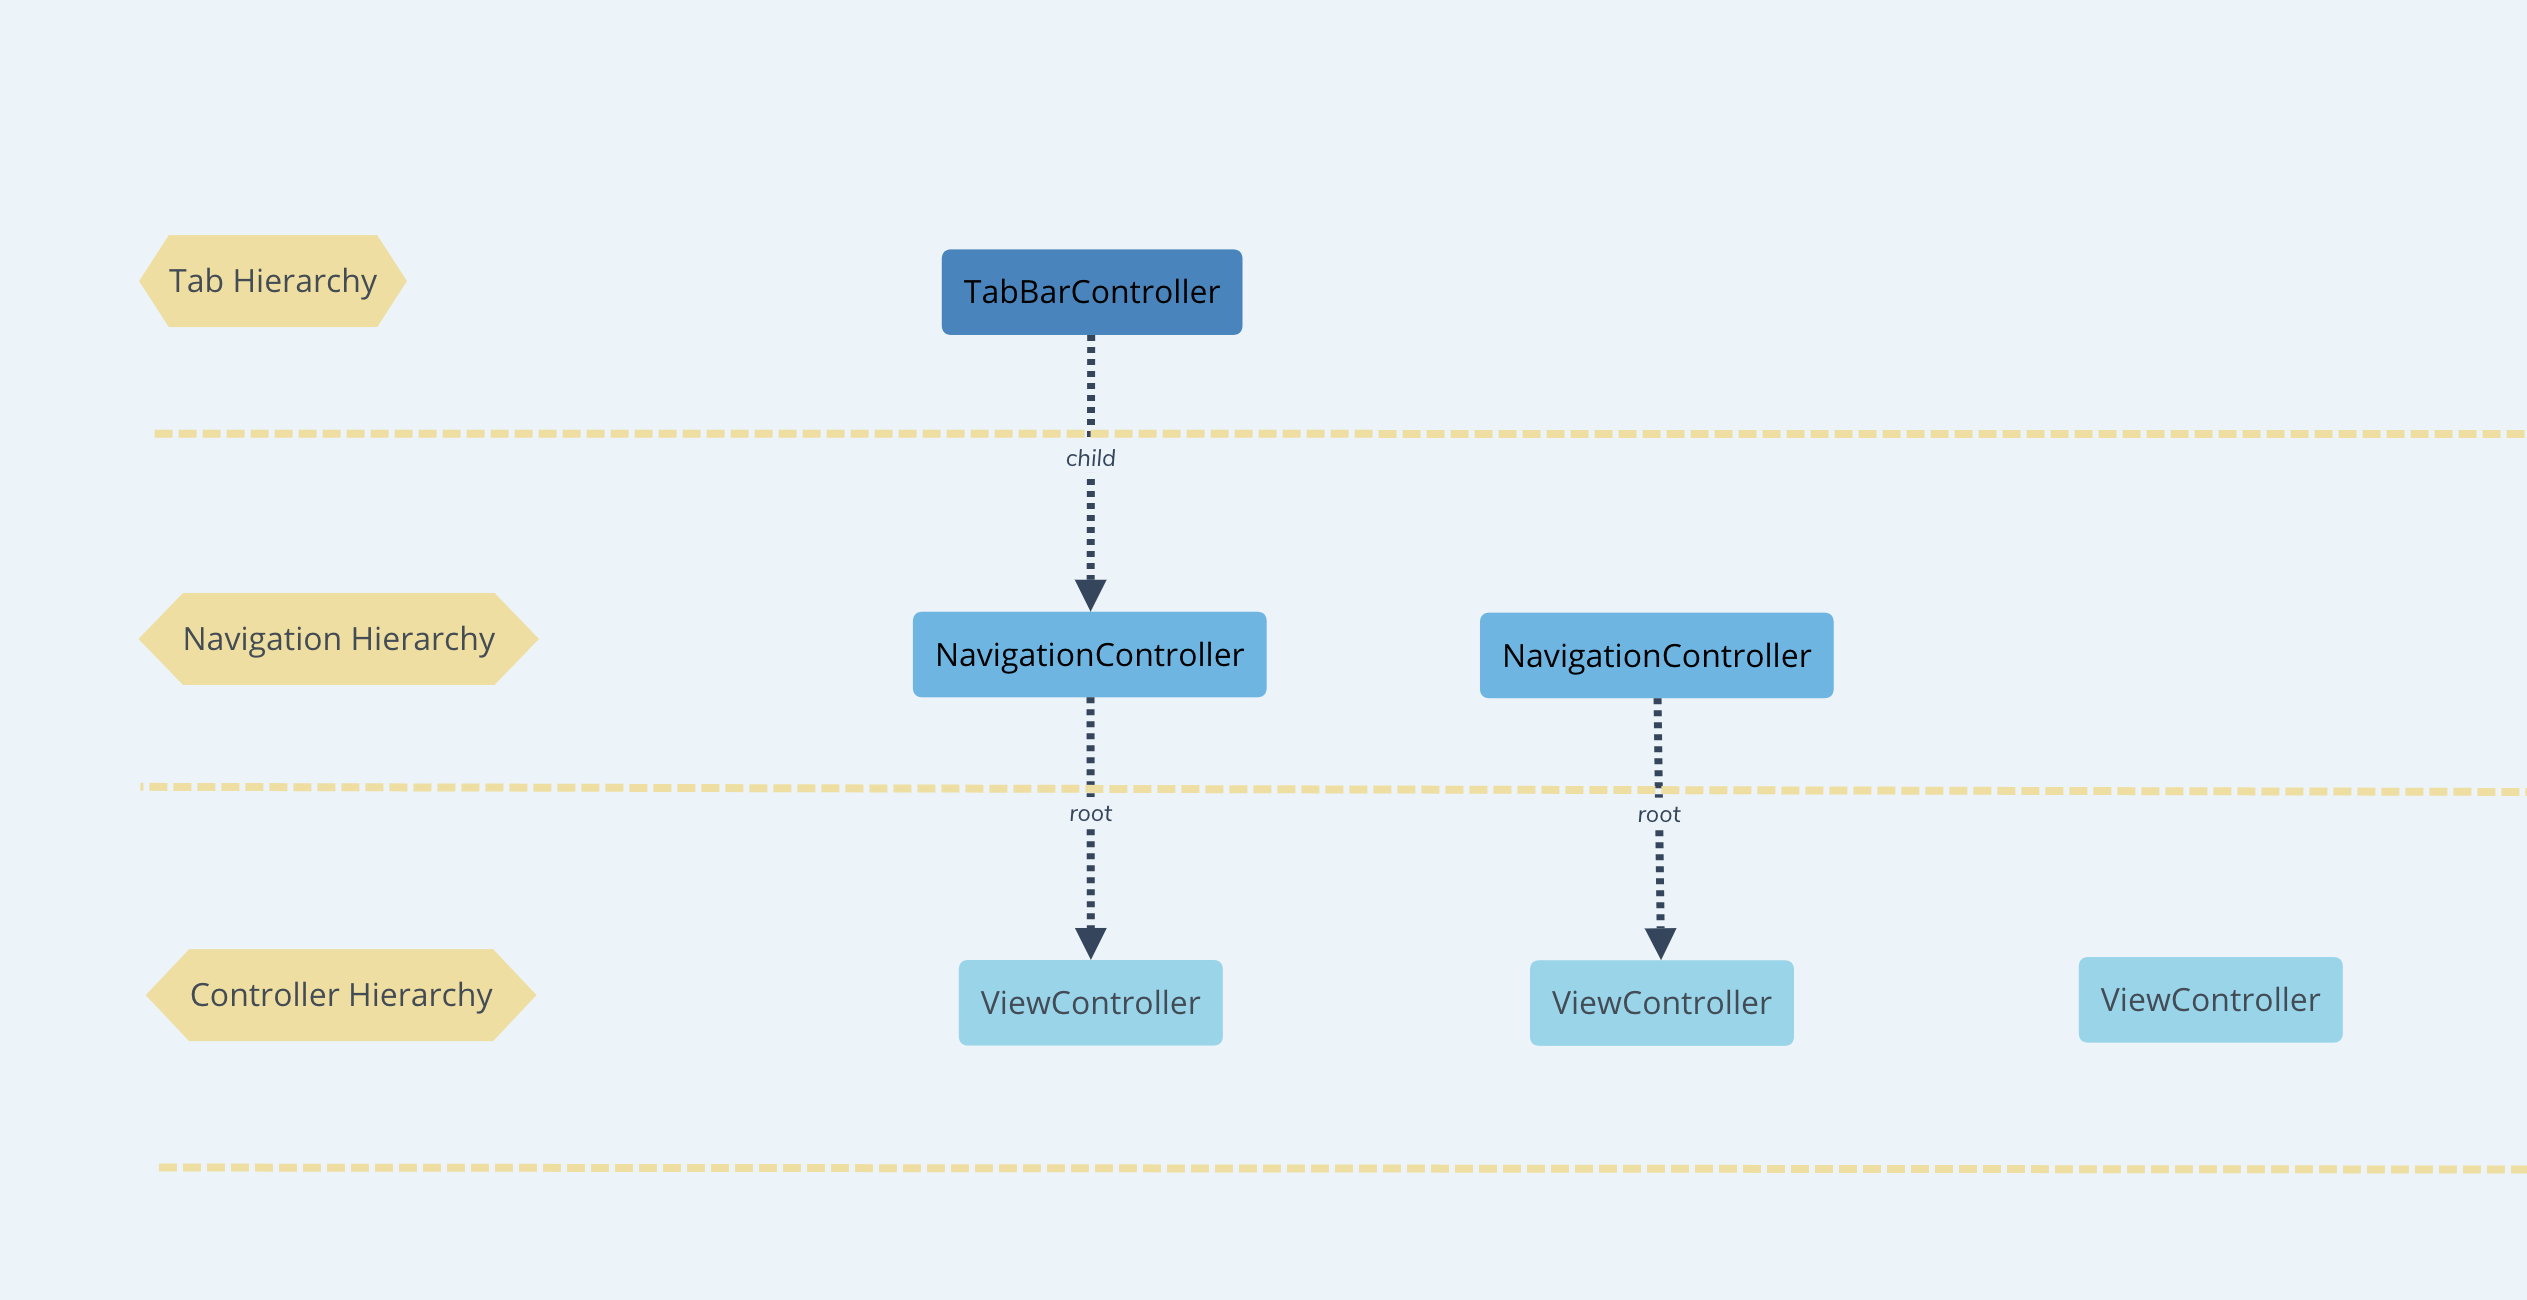 Tab Hierarchy
TabBarController
child
Navigation Hierarchy
NavigationController
NavigationController
root
root
Controller Hierarchy
ViewController
ViewController
ViewController